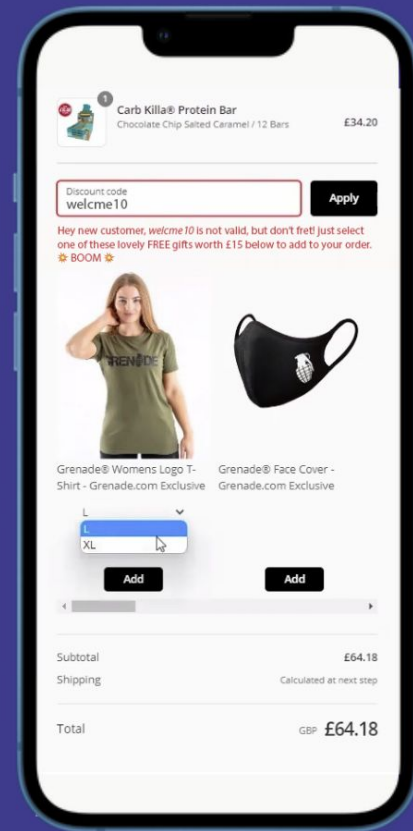 1
Carb Killa® Protein Bar
Chocolate Chip Salted Caramel / 12 Bars
£34.20
Discount code
welcme10
Apply
Hey new customer, welcme10 is not valid, but don't fret! just select
one of these lovely FREE gifts worth £15 below to add to your order.
💥 BOOM 💥
GRENADE
Grenade® Womens Logo T-
Shirt - Grenade.com Exclusive
Grenade® Face Cover -
Grenade.com Exclusive
L
L
XL
Add
Add
Subtotal
£64.18
Shipping
Calculated at next step
Total
GBP £64.18